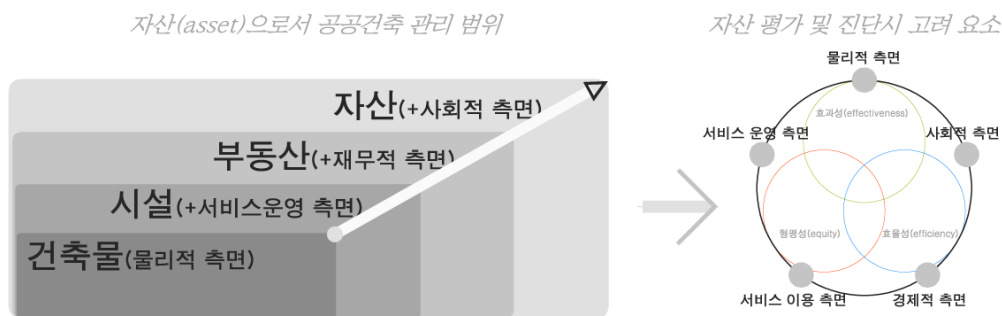 자산(asset)으로서 공공건축 관리 범위
자산(+사회적 측면)
부동산(+재무적 측면)
시설(+서비스운영 측면)
건축물(물리적 측면)
자산 평가 및 진단시 고려 요소
물리적 측면
효과성(effectiveness)
서비스 운영 측면
사회적 측면
형평성(equity)
효율성(efficiency)
서비스 이용 측면
경제적 측면